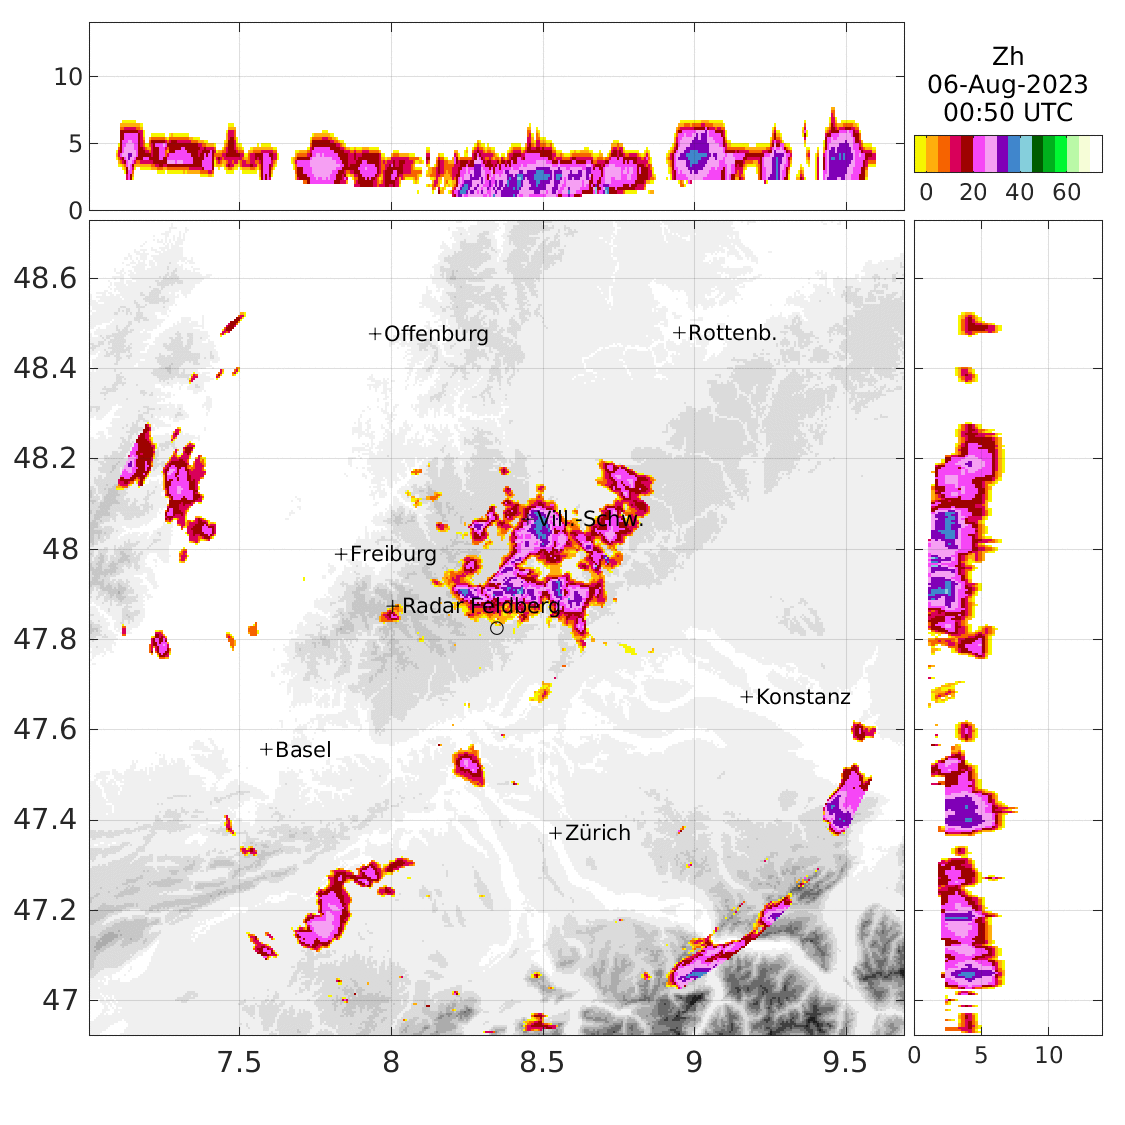 Zh
06-Aug-2023
00:50 UTC
10
5
0
0 20 40 60
48.6
48.4
48.2
48
47.8
47.6
47.4
47.2
47
Offenburg
Rottenb.
Vill.-Schw.
Freiburg
Radar Feldberg
Konstanz
Basel
Zürich
7.5 8 8.5 9 9.5
0 5 10